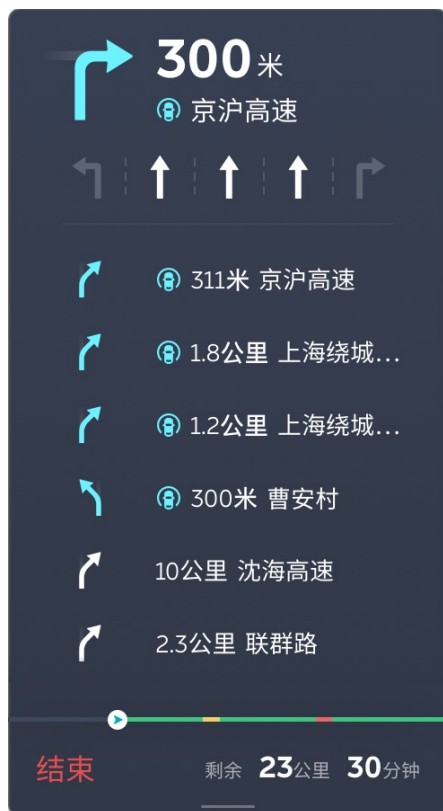 300米
京沪高速
311米 京沪高速
1.8公里 上海绕城...
1.2公里 上海绕城...
300米 曹安村
10公里 沈海高速
2.3公里 联群路
结束 剩余 23公里 30分钟